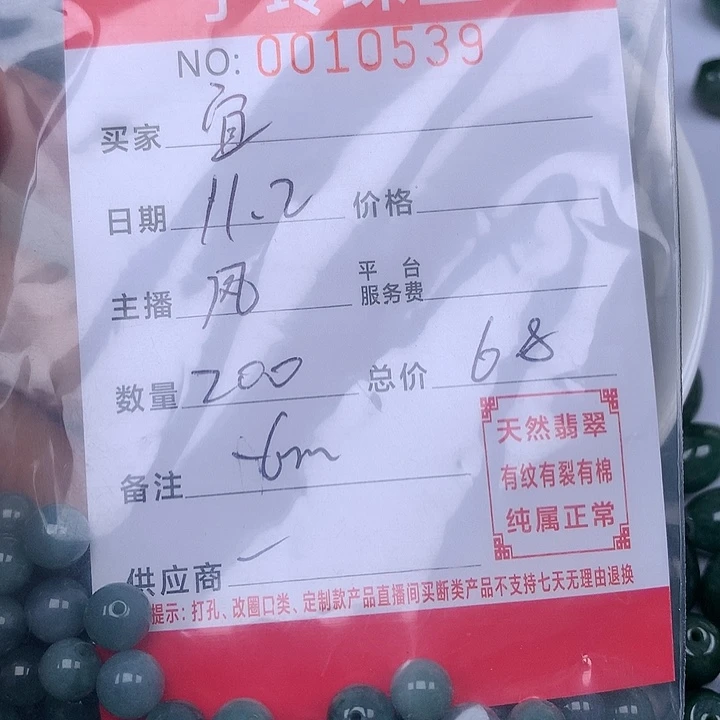 NO: 0010539
买家 宜
日期 11.2 价格
主播 风 平台服务费
数量 200 总价 68
备注 6m
天然翡翠
有纹有裂有棉
纯属正常
供应商
提示：打孔、改圈口类、定制款产品直播间买断类产品不支持七天无理由退换